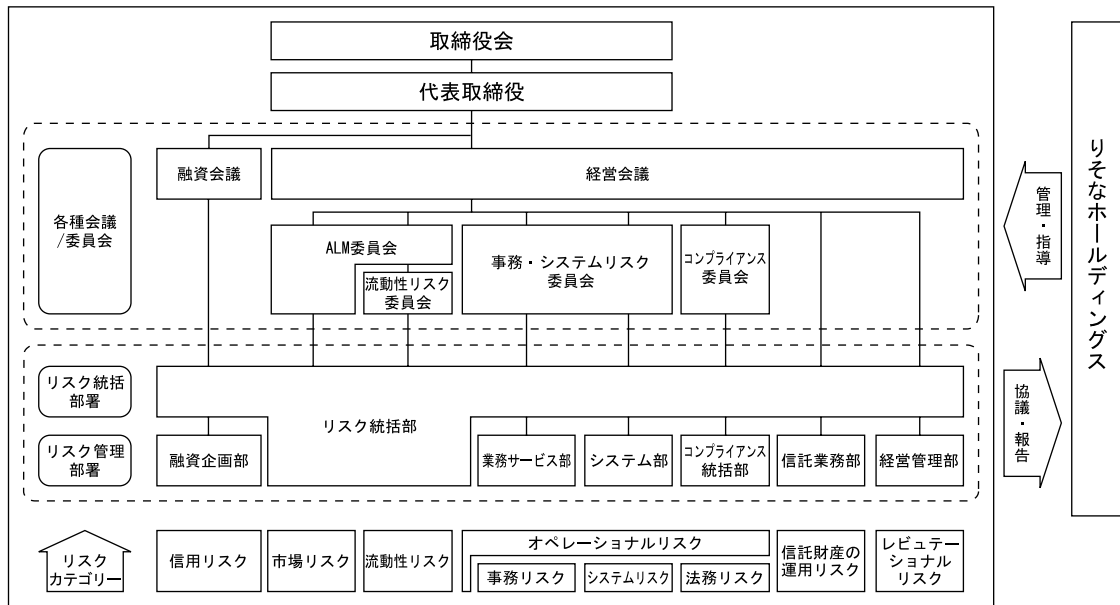 取締役会
代表取締役
各種会議
/委員会
融資会議
経営会議
ALM委員会
流動性リスク
委員会
事務・システムリスク
委員会
コンプライアンス
委員会
リスク統括
部署
リスク統括部
リスク管理
部署
融資企画部
業務サービス部
システム部
コンプライアンス
統括部
信託業務部
経営管理部
リスク
カテゴリー
信用リスク
市場リスク
流動性リスク
オペレーショナルリスク
事務リスク
システムリスク
法務リスク
信託財産の
運用リスク
レピュテー
ショナル
リスク
管理・指導
協議・報告
りそなホールディングス